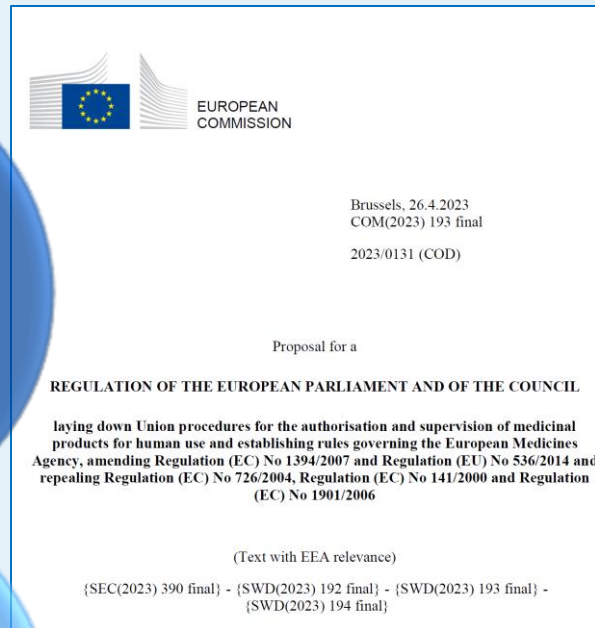 EUROPEAN
COMMISSION
Brussels, 26.4.2023
COM(2023) 193 final
2023/0131 (COD)
Proposal for a
REGULATION OF THE EUROPEAN PARLIAMENT AND OF THE COUNCIL
laying down Union procedures for the authorisation and supervision of medicinal
products for human use and establishing rules governing the European Medicines
Agency, amending Regulation (EC) No 1394/2007 and Regulation (EU) No 536/2014 and
repealing Regulation (EC) No 726/2004, Regulation (EC) No 141/2000 and Regulation
(EC) No 1901/2006
(Text with EEA relevance)
{SEC(2023) 390 final} - {SWD(2023) 192 final} - {SWD(2023) 193 final} -
{SWD(2023) 194 final}